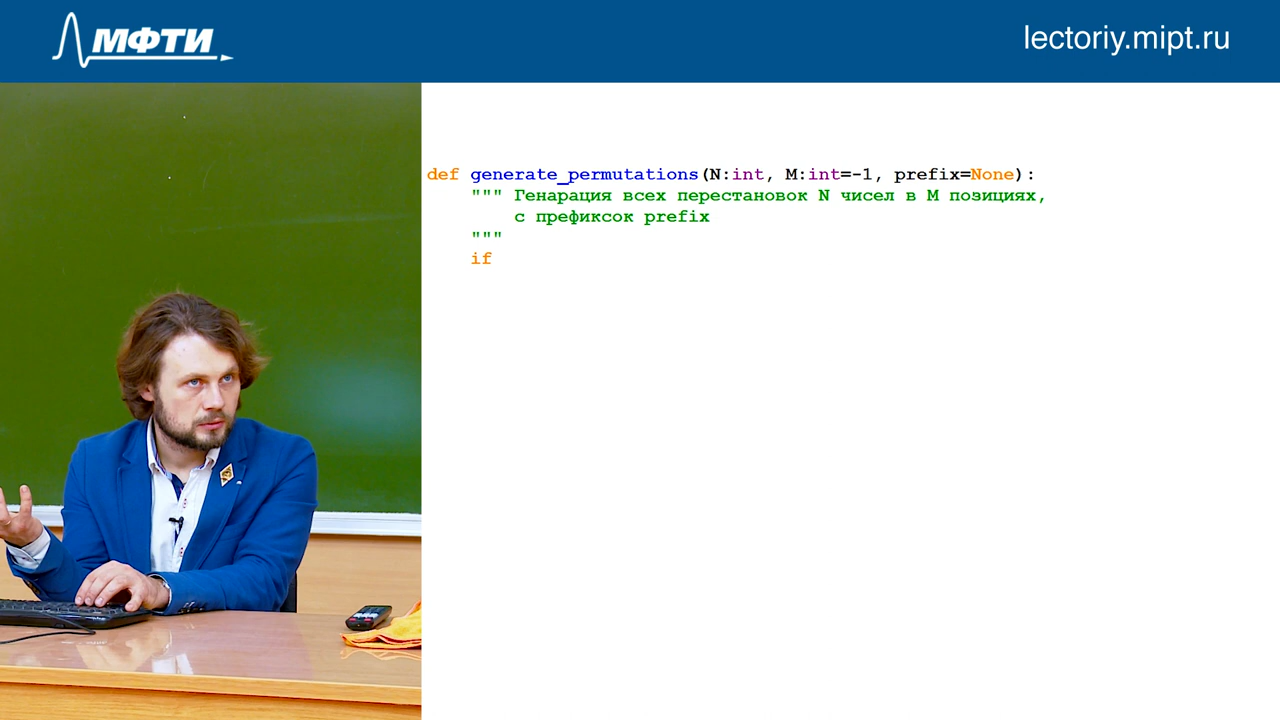 МФТИ
lectoriy.mipt.ru
def generate_permutations(N:int, M:int=-1, prefix=None):
""" Генарация всех перестановок N чисел в M позициях,
с префиксок prefix
"""
if